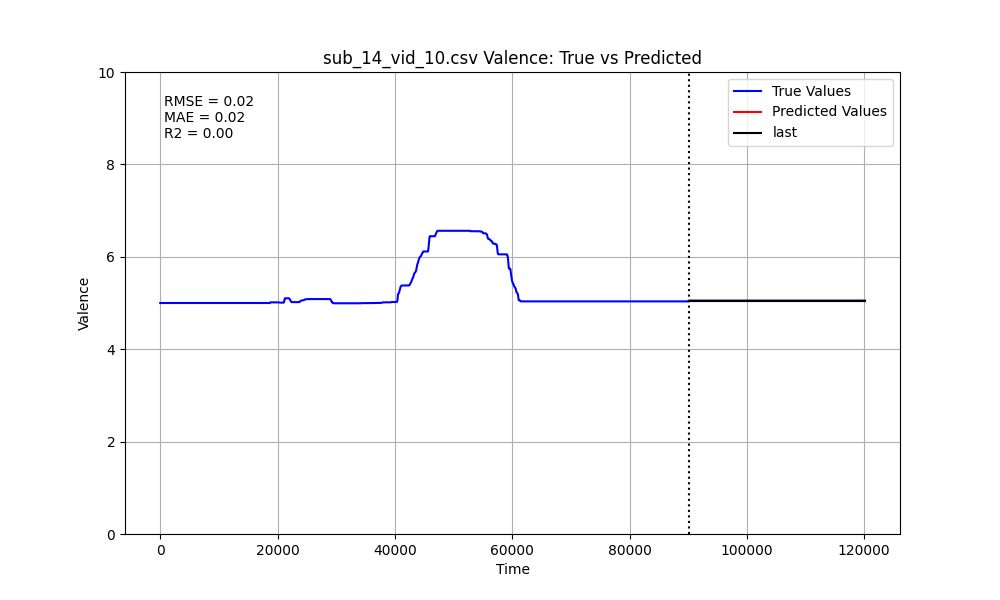 sub_14_vid_10.csv Valence: True vs Predicted
RMSE = 0.02
MAE = 0.02
R2 = 0.00
True Values
Predicted Values
last
10
8
6
4
2
0
Valence
0 20000 40000 60000 80000 100000 120000
Time